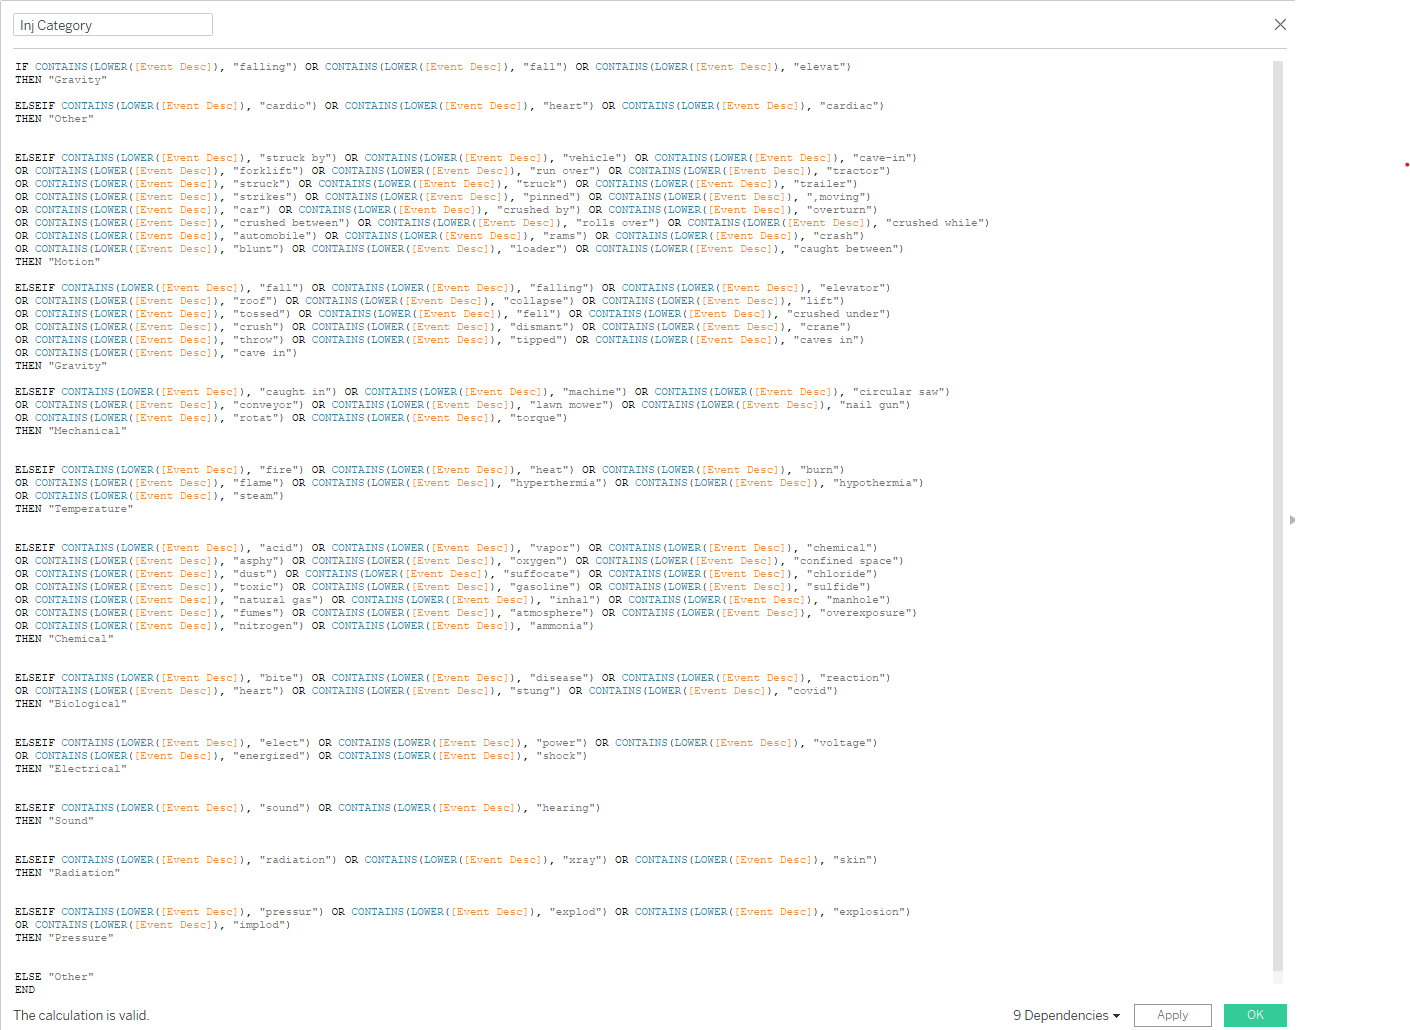 Inj Category
IF CONTAINS(LOWER([Event Desc]), "falling") OR CONTAINS(LOWER([Event Desc]), "fall") OR CONTAINS(LOWER([Event Desc]), "elevat")
THEN "Gravity"
ELSEIF CONTAINS(LOWER([Event Desc]), "cardio") OR CONTAINS(LOWER([Event Desc]), "heart") OR CONTAINS(LOWER([Event Desc]), "cardiac")
THEN "Other"
ELSEIF CONTAINS(LOWER([Event Desc]), "struck by") OR CONTAINS(LOWER([Event Desc]), "vehicle") OR CONTAINS(LOWER([Event Desc]), "cave-in")
OR CONTAINS(LOWER([Event Desc]), "forklift") OR CONTAINS(LOWER([Event Desc]), "run over") OR CONTAINS(LOWER([Event Desc]), "tractor")
OR CONTAINS(LOWER([Event Desc]), "struck") OR CONTAINS(LOWER([Event Desc]), "truck") OR CONTAINS(LOWER([Event Desc]), "trailer")
OR CONTAINS(LOWER([Event Desc]), "strikes") OR CONTAINS(LOWER([Event Desc]), "pinned") OR CONTAINS(LOWER([Event Desc]), ",moving")
OR CONTAINS(LOWER([Event Desc]), "car") OR CONTAINS(LOWER([Event Desc]), "crushed by") OR CONTAINS(LOWER([Event Desc]), "overturn")
OR CONTAINS(LOWER([Event Desc]), "crushed between") OR CONTAINS(LOWER([Event Desc]), "rolls over") OR CONTAINS(LOWER([Event Desc]), "crushed while")
OR CONTAINS(LOWER([Event Desc]), "automobile") OR CONTAINS(LOWER([Event Desc]), "rams") OR CONTAINS(LOWER([Event Desc]), "crash")
OR CONTAINS(LOWER([Event Desc]), "blunt") OR CONTAINS(LOWER([Event Desc]), "loader") OR CONTAINS(LOWER([Event Desc]), "caught between")
THEN "Motion"
ELSEIF CONTAINS(LOWER([Event Desc]), "fall") OR CONTAINS(LOWER([Event Desc]), "falling") OR CONTAINS(LOWER([Event Desc]), "elevator")
OR CONTAINS(LOWER([Event Desc]), "roof") OR CONTAINS(LOWER([Event Desc]), "collapse") OR CONTAINS(LOWER([Event Desc]), "lift")
OR CONTAINS(LOWER([Event Desc]), "tossed") OR CONTAINS(LOWER([Event Desc]), "fell") OR CONTAINS(LOWER([Event Desc]), "crushed under")
OR CONTAINS(LOWER([Event Desc]), "crush") OR CONTAINS(LOWER([Event Desc]), "dismant") OR CONTAINS(LOWER([Event Desc]), "crane")
OR CONTAINS(LOWER([Event Desc]), "throw") OR CONTAINS(LOWER([Event Desc]), "tipped") OR CONTAINS(LOWER([Event Desc]), "caves in")
OR CONTAINS(LOWER([Event Desc]), "cave in")
THEN "Gravity"
ELSEIF CONTAINS(LOWER([Event Desc]), "caught in") OR CONTAINS(LOWER([Event Desc]), "machine") OR CONTAINS(LOWER([Event Desc]), "circular saw")
OR CONTAINS(LOWER([Event Desc]), "conveyor") OR CONTAINS(LOWER([Event Desc]), "lawn mower") OR CONTAINS(LOWER([Event Desc]), "nail gun")
OR CONTAINS(LOWER([Event Desc]), "rotat") OR CONTAINS(LOWER([Event Desc]), "torque")
THEN "Mechanical"
ELSEIF CONTAINS(LOWER([Event Desc]), "fire") OR CONTAINS(LOWER([Event Desc]), "heat") OR CONTAINS(LOWER([Event Desc]), "burn")
OR CONTAINS(LOWER([Event Desc]), "flame") OR CONTAINS(LOWER([Event Desc]), "hyperthermia") OR CONTAINS(LOWER([Event Desc]), "hypothermia")
OR CONTAINS(LOWER([Event Desc]), "steam")
THEN "Temperature"
ELSEIF CONTAINS(LOWER([Event Desc]), "acid") OR CONTAINS(LOWER([Event Desc]), "vapor") OR CONTAINS(LOWER([Event Desc]), "chemical")
OR CONTAINS(LOWER([Event Desc]), "asphy") OR CONTAINS(LOWER([Event Desc]), "oxygen") OR CONTAINS(LOWER([Event Desc]), "confined space")
OR CONTAINS(LOWER([Event Desc]), "dust") OR CONTAINS(LOWER([Event Desc]), "suffocate") OR CONTAINS(LOWER([Event Desc]), "chloride")
OR CONTAINS(LOWER([Event Desc]), "toxic") OR CONTAINS(LOWER([Event Desc]), "gasoline") OR CONTAINS(LOWER([Event Desc]), "sulfide")
OR CONTAINS(LOWER([Event Desc]), "natural gas") OR CONTAINS(LOWER([Event Desc]), "inhal") OR CONTAINS(LOWER([Event Desc]), "manhole")
OR CONTAINS(LOWER([Event Desc]), "fumes") OR CONTAINS(LOWER([Event Desc]), "atmosphere") OR CONTAINS(LOWER([Event Desc]), "overexposure")
OR CONTAINS(LOWER([Event Desc]), "nitrogen") OR CONTAINS(LOWER([Event Desc]), "ammonia")
THEN "Chemical"
ELSEIF CONTAINS(LOWER([Event Desc]), "bite") OR CONTAINS(LOWER([Event Desc]), "disease") OR CONTAINS(LOWER([Event Desc]), "reaction")
OR CONTAINS(LOWER([Event Desc]), "heart") OR CONTAINS(LOWER([Event Desc]), "stung") OR CONTAINS(LOWER([Event Desc]), "covid")
THEN "Biological"
ELSEIF CONTAINS(LOWER([Event Desc]), "elect") OR CONTAINS(LOWER([Event Desc]), "power") OR CONTAINS(LOWER([Event Desc]), "voltage")
OR CONTAINS(LOWER([Event Desc]), "energized") OR CONTAINS(LOWER([Event Desc]), "shock")
THEN "Electrical"
ELSEIF CONTAINS(LOWER([Event Desc]), "sound") OR CONTAINS(LOWER([Event Desc]), "hearing")
THEN "Sound"
ELSEIF CONTAINS(LOWER([Event Desc]), "radiation") OR CONTAINS(LOWER([Event Desc]), "xray") OR CONTAINS(LOWER([Event Desc]), "skin")
THEN "Radiation"
ELSEIF CONTAINS(LOWER([Event Desc]), "pressur") OR CONTAINS(LOWER([Event Desc]), "explod") OR CONTAINS(LOWER([Event Desc]), "explosion")
OR CONTAINS(LOWER([Event Desc]), "implod")
THEN "Pressure"
ELSE "Other"
END
The calculation is valid.
9 Dependencies
Apply
OK